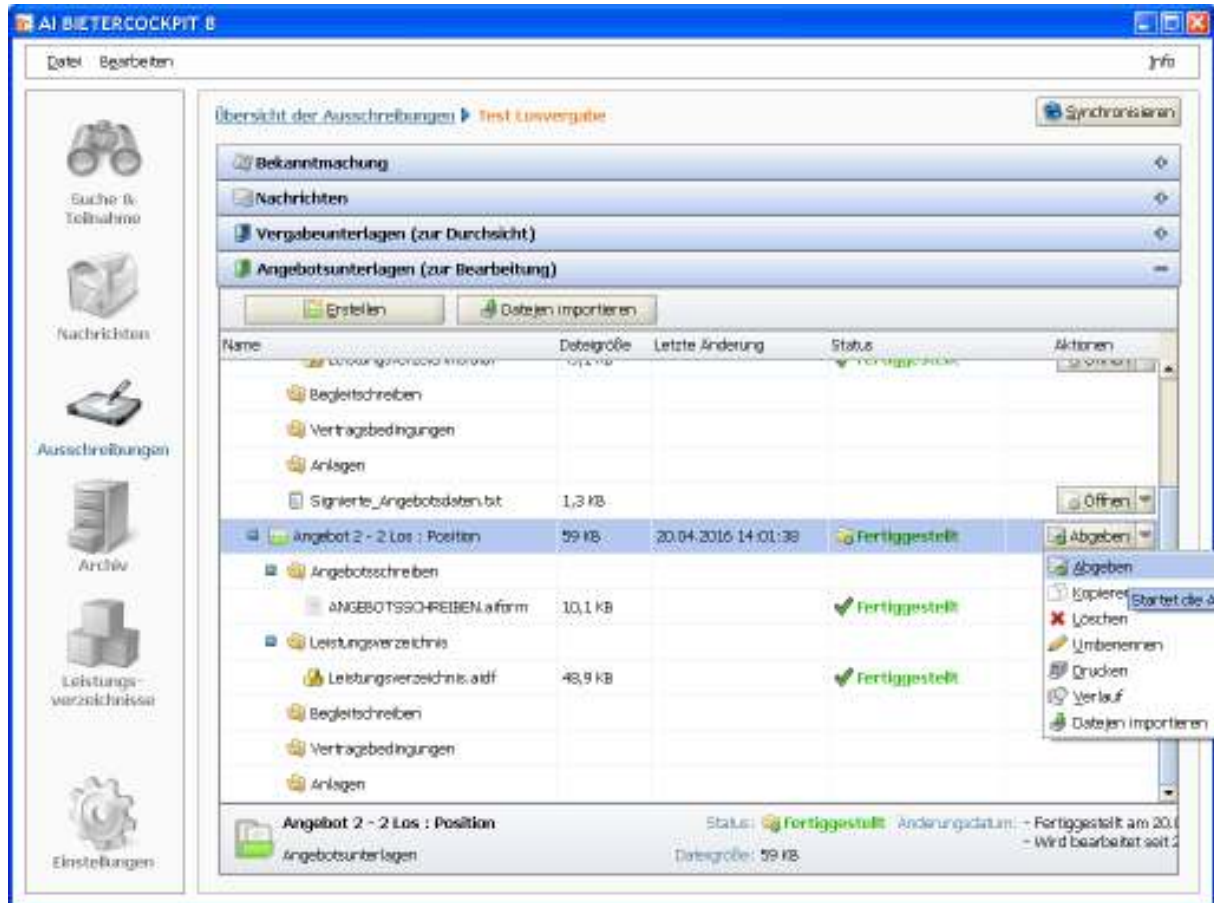 AI BIETERCOCKPIT 8
Datei Bearbeiten Info
Übersicht der Ausschreibungen Test Losvergabe Synchronisieren
Bekanntmachung
Nachrichten
Vergabeunterlagen (zur Durchsicht)
Angebotsunterlagen (zur Bearbeitung)
Erstellen Dateien importieren
Name Dateigröße Letzte Änderung Status Aktionen
Leistungsverzeichnis.aidf Fertiggestellt Öffnen
Begleitschreiben
Vertragsbedingungen
Anlagen
Signierte_Angebotsdaten.txt 1,3 KB Öffnen
Angebot 2 - 2 Los : Position 59 KB 20.04.2016 14:01:38 Fertiggestellt Abgeben
Angebotsschreiben
ANGEBOTSSCHREIBEN.aiform 10,1 KB Fertiggestellt
Leistungsverzeichnis
Leistungsverzeichnis.aidf 48,9 KB Fertiggestellt
Begleitschreiben
Vertragsbedingungen
Anlagen
Abgeben
Kopieren Startet die A
Löschen
Umbenennen
Drucken
Verlauf
Dateien importieren
Angebot 2 - 2 Los : Position Status: Fertiggestellt Änderungsdatum: - Fertiggestellt am 20.0
- Wird bearbeitet seit 2
Angebotsunterlagen Dateigröße: 59 KB
Suche &
Teilnahme
Nachrichten
Ausschreibungen
Archiv
Leistungs-
verzeichnisse
Einstellungen